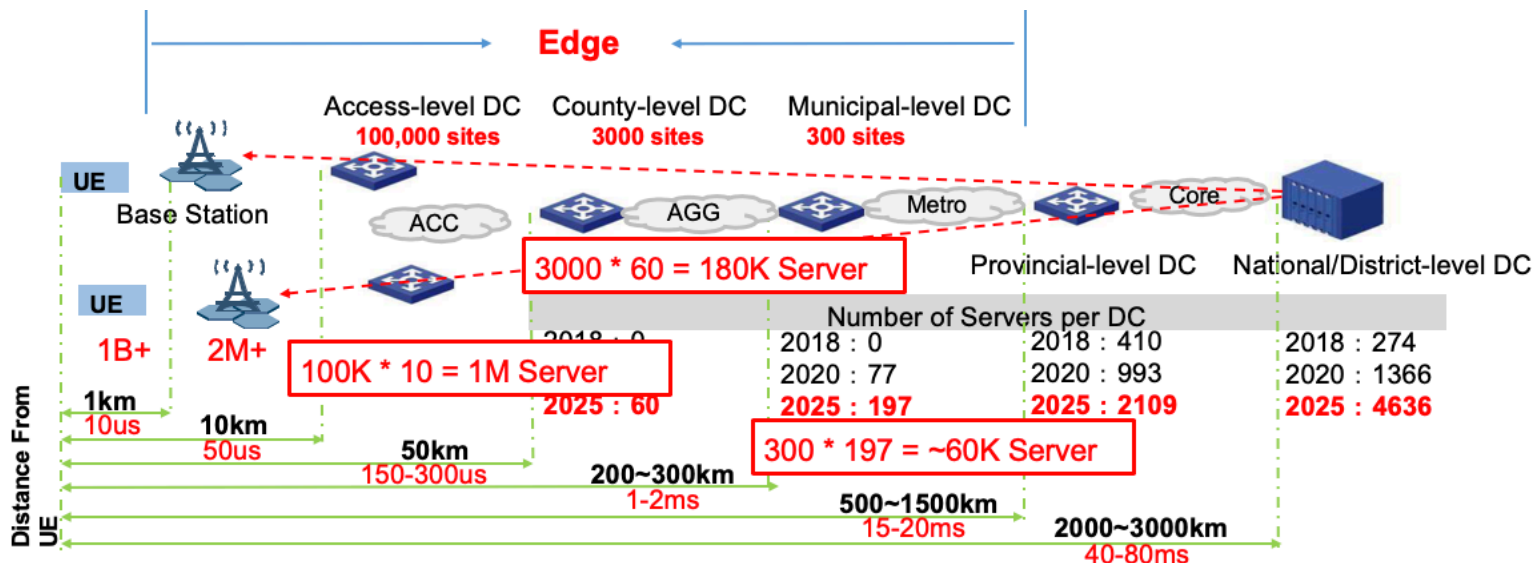 Edge
Access-level DC
100,000 sites
County-level DC
3000 sites
Municipal-level DC
300 sites
UE
Base Station
ACC
AGG
Metro
Core
3000 * 60 = 180K Server
Provincial-level DC
National/District-level DC
UE
Number of Servers per DC
1B+
2M+
100K * 10 = 1M Server
2018 : 0
2025 : 60
2018 : 0
2020 : 77
2025 : 197
2018 : 410
2020 : 993
2025 : 2109
2018 : 274
2020 : 1366
2025 : 4636
300 * 197 = ~60K Server
Distance From
UE
1km
10us
10km
50us
50km
150-300us
200~300km
1-2ms
500~1500km
15-20ms
2000~3000km
40-80ms